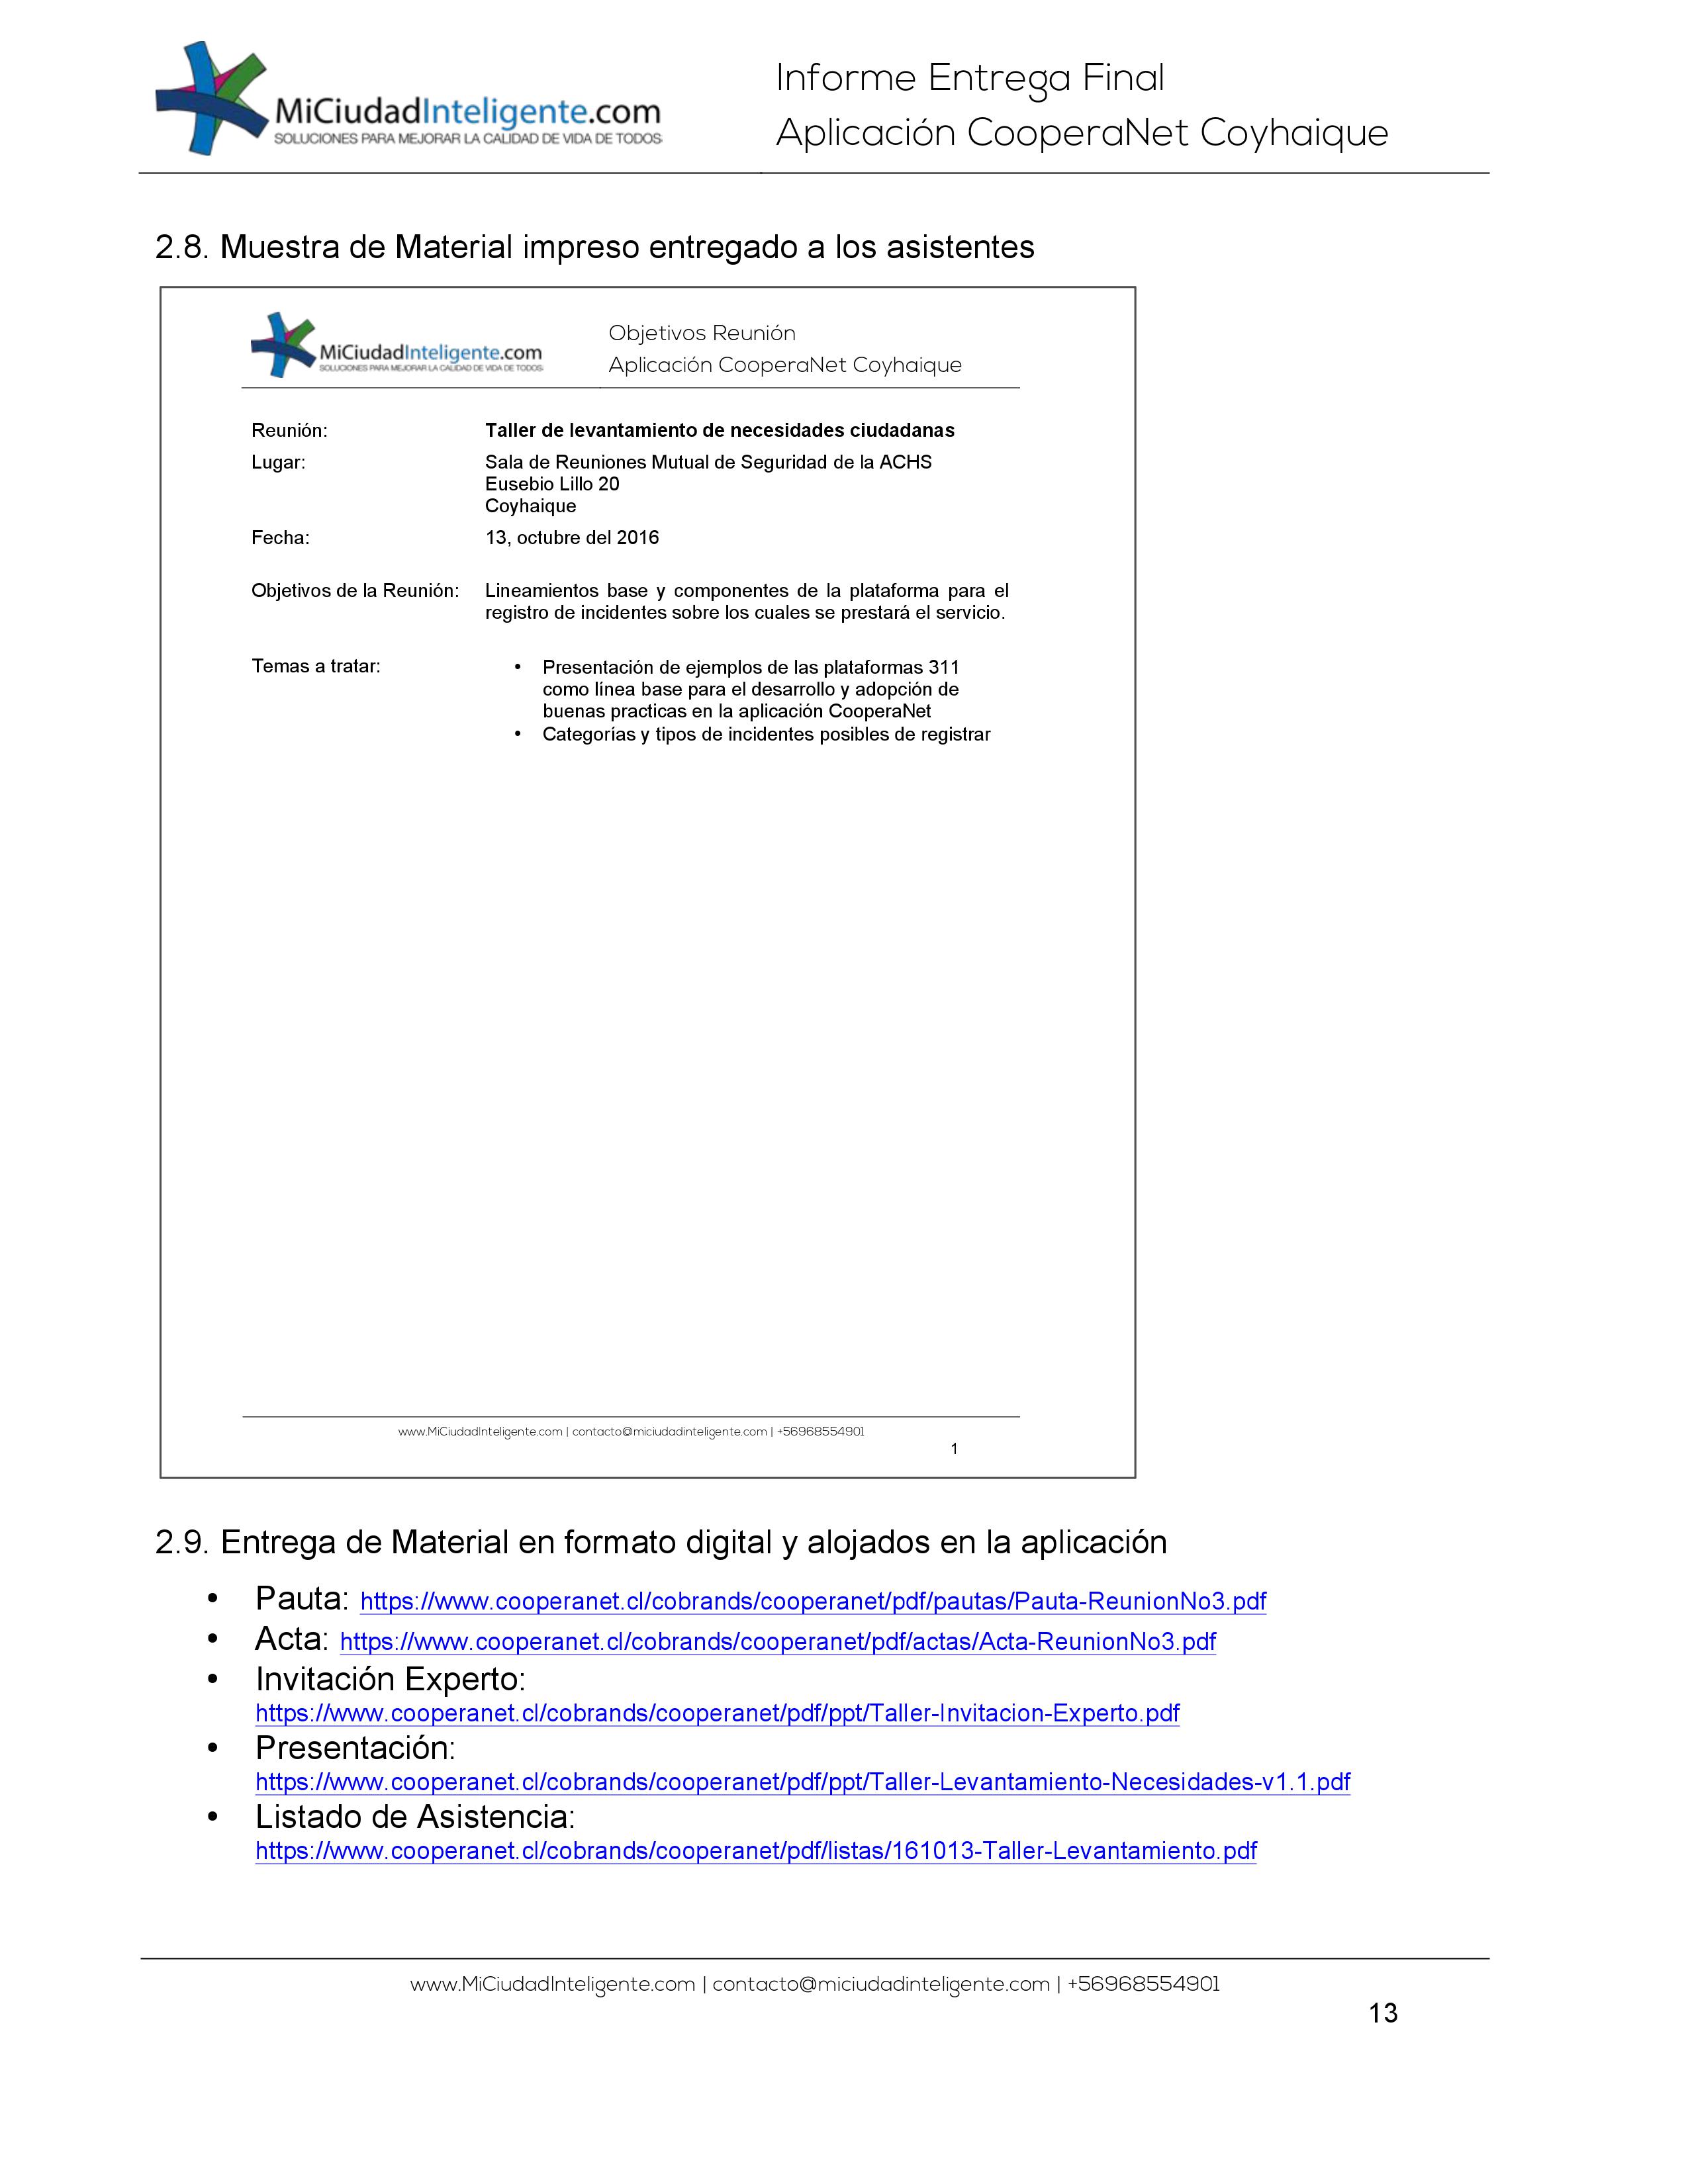 MiCiudadInteligente.com
SOLUCIONES PARA MEJORAR LA CALIDAD DE VIDA DE TODOS
Informe Entrega Final
Aplicación CooperaNet Coyhaique
2.8. Muestra de Material impreso entregado a los asistentes
MiCiudadInteligente.com
SOLUCIONES PARA MEJORAR LA CALIDAD DE VIDA DE TODOS
Objetivos Reunión
Aplicación CooperaNet Coyhaique
Reunión: Taller de levantamiento de necesidades ciudadanas
Lugar: Sala de Reuniones Mutual de Seguridad de la ACHS
Eusebio Lillo 20
Coyhaique
Fecha: 13, octubre del 2016
Objetivos de la Reunión: Lineamientos base y componentes de la plataforma para el
registro de incidentes sobre los cuales se prestará el servicio.
Temas a tratar: • Presentación de ejemplos de las plataformas 311
como línea base para el desarrollo y adopción de
buenas practicas en la aplicación CooperaNet
• Categorías y tipos de incidentes posibles de registrar
www.MiCiudadInteligente.com | contacto@miciudadinteligente.com | +56968554901
1
2.9. Entrega de Material en formato digital y alojados en la aplicación
• Pauta: https://www.cooperanet.cl/cobrands/cooperanet/pdf/pautas/Pauta-ReunionNo3.pdf
• Acta: https://www.cooperanet.cl/cobrands/cooperanet/pdf/actas/Acta-ReunionNo3.pdf
• Invitación Experto:
https://www.cooperanet.cl/cobrands/cooperanet/pdf/ppt/Taller-Invitacion-Experto.pdf
• Presentación:
https://www.cooperanet.cl/cobrands/cooperanet/pdf/ppt/Taller-Levantamiento-Necesidades-v1.1.pdf
• Listado de Asistencia:
https://www.cooperanet.cl/cobrands/cooperanet/pdf/listas/161013-Taller-Levantamiento.pdf
www.MiCiudadInteligente.com | contacto@miciudadinteligente.com | +56968554901
13